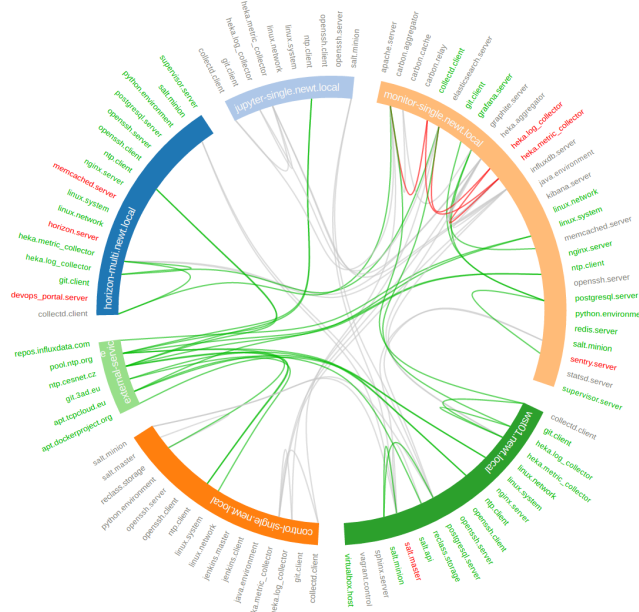 jupyter-single.newt.local
collectd.client
git.client
heka.log_collector
heka.metric_collector
linux.network
linux.system
ntp.client
openssh.client
openssh.server
salt.minion
monitor-single.newt.local
apache.server
carbon.aggregator
carbon.cache
carbon.relay
collectd.client
elasticsearch.server
git.client
grafana.server
graphite.server
heka.aggregator
heka.log_collector
heka.metric_collector
influxdb.server
java.environment
kibana.server
linux.network
linux.system
memcached.server
nginx.server
ntp.client
openssh.server
postgresql.server
python.environme
redis.server
salt.minion
sentry.server
statsd.server
supervisor.server
wst01.newt.local
collectd.client
git.client
heka.log_collector
heka.metric_collector
linux.network
linux.system
nginx.server
ntp.client
openssh.client
openssh.server
postgresql.server
reclass.storage
salt.api
salt.master
salt.minion
sphinx.server
vagrant.control
virtualbox.host
control-single.newt.local
collectd.client
git.client
heka.log_collector
eka.metric_collector
java.environment
jenkins.client
jenkins.master
linux.network
linux.system
ntp.client
openssh.client
openssh.server
python.environment
reclass.storage
salt.master
salt.minion
external-servic
apt.dockerproject.org
apt.tcpcloud.eu
git.3ad.eu
ntp.cesnet.cz
pool.ntp.org
repos.influxdata.com
horizon-multi.newt.local
collectd.client
devops_portal.server
git.client
heka.log_collector
heka.metric_collector
horizon.server
linux.network
linux.system
memcached.server
nginx.server
ntp.client
openssh.client
openssh.server
postgresql.server
python.environment
salt.minion
supervisor.server